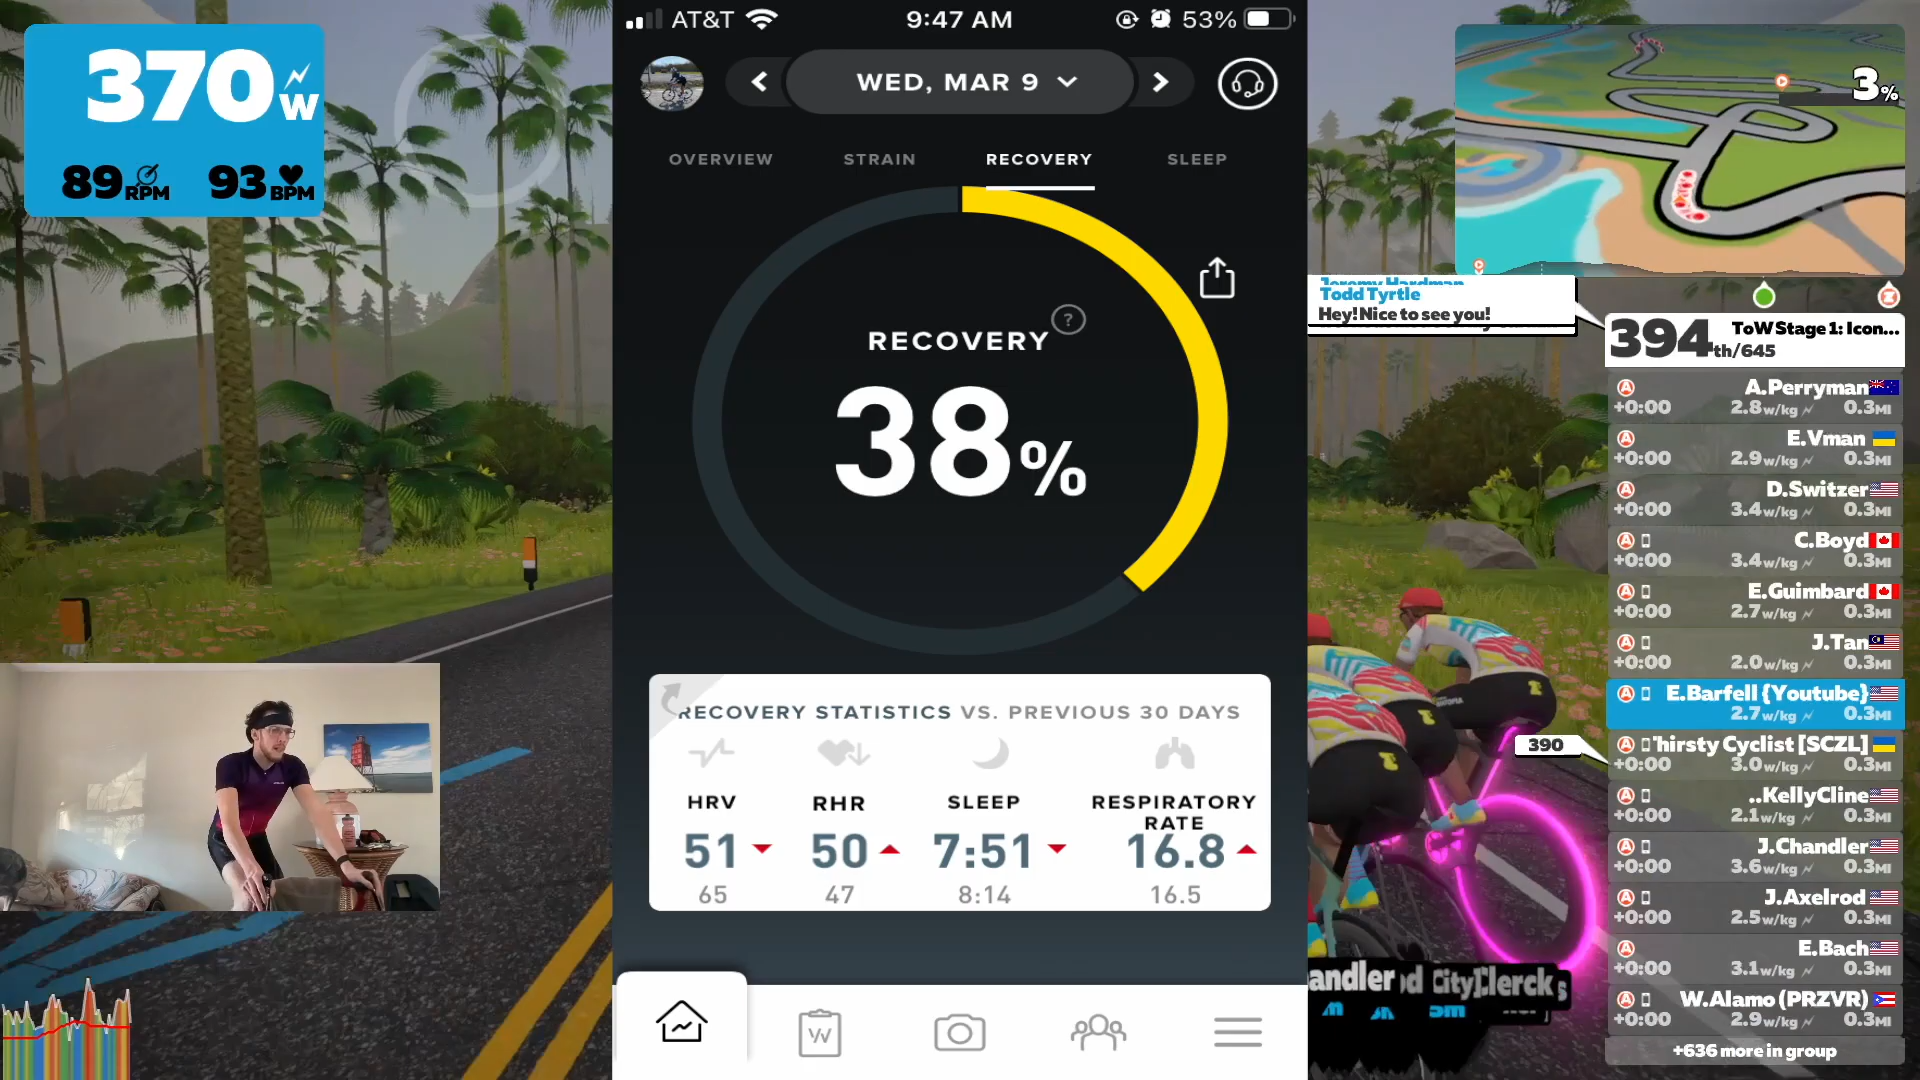 370W
89RPM 93BPM
AT&T 9:47 AM 53%
WED, MAR 9
OVERVIEW STRAIN RECOVERY SLEEP
RECOVERY ?
38%
RECOVERY STATISTICS VS. PREVIOUS 30 DAYS
HRV RHR SLEEP RESPIRATORY RATE
51 50 7:51 16.8
65 47 8:14 16.5
3%
Jeremy Hardman
Todd Tyrtle
Hey! Nice to see you!
394th/645 ToW Stage 1: Icon...
A A.Perryman
+0:00 2.8w/kg 0.3MI
A E.Vman
+0:00 2.9w/kg 0.3MI
A D.Switzer
+0:00 3.4w/kg 0.3MI
A C.Boyd
+0:00 3.4w/kg 0.3MI
A E.Guimbard
+0:00 2.7w/kg 0.3MI
A J.Tan
+0:00 2.0w/kg 0.3MI
A E.Barfell {Youtube}
2.7w/kg 0.3MI
390
A hirsty Cyclist [SCZL]
+0:00 3.0w/kg 0.3MI
A ..KellyCline
+0:00 2.1w/kg 0.3MI
A J.Chandler
+0:00 3.6w/kg 0.3MI
A J.Axelrod
+0:00 2.5w/kg 0.3MI
A E.Bach
+0:00 3.1w/kg 0.3MI
A W.Alamo (PRZVR)
+0:00 2.9w/kg 0.3MI
+636 more in group
andler